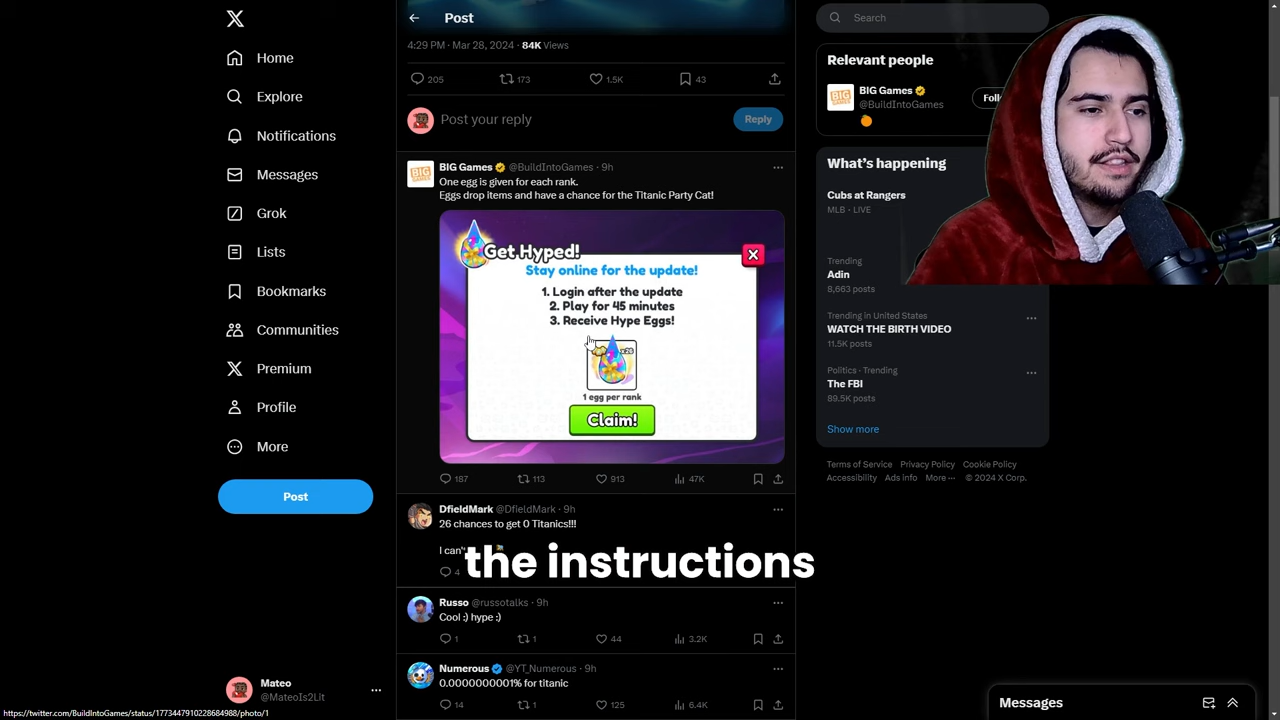 Home
Explore
Notifications
Messages
Grok
Lists
Bookmarks
Communities
Premium
Profile
More
Post
Mateo
@MateoIs2Lit
https://twitter.com/BuildIntoGames/status/1773447910228684988/photo/1
Post
4:29 PM · Mar 28, 2024 · 84K Views
205 173 1.5K 43
Post your reply
Reply
BIG Games @BuildIntoGames · 9h
One egg is given for each rank.
Eggs drop items and have a chance for the Titanic Party Cat!
Get Hyped!
Stay online for the update!
1. Login after the update
2. Play for 45 minutes
3. Receive Hype Eggs!
x26
1 egg per rank
Claim!
187 113 913 47K
DfieldMark @DfieldMark · 9h
26 chances to get 0 Titanics!!!
I can't
4
the instructions
Russo @russotalks · 9h
Cool :) hype :)
1 1 44 3.2K
Numerous @YT_Numerous · 9h
0.0000000001% for titanic
14 1 125 6.4K
Search
Relevant people
BIG Games
@BuildIntoGames
What's happening
Cubs at Rangers
MLB · LIVE
Trending
Adin
8,663 posts
Trending in United States
WATCH THE BIRTH VIDEO
11.5K posts
Politics · Trending
The FBI
89.5K posts
Show more
Terms of Service Privacy Policy Cookie Policy
Accessibility Ads info More ··· © 2024 X Corp.
Messages